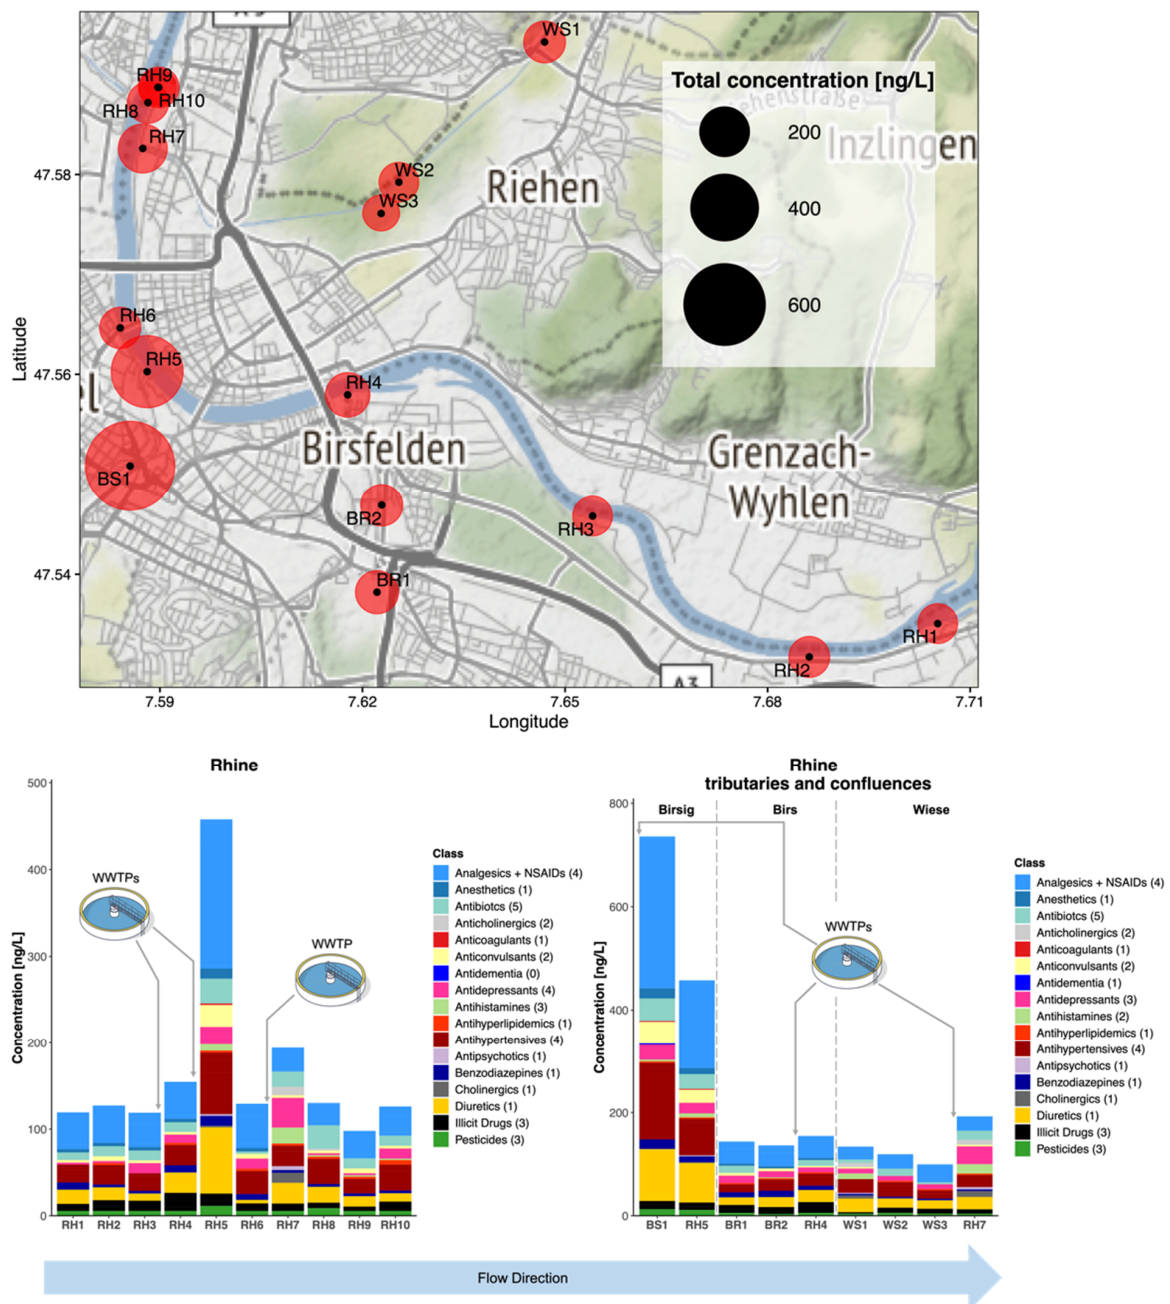 A3
WS1
RH9
RH10
RH8
RH7
Total concentration [ng/L]
200
400
600
Inzlingen
47.58
WS2
WS3
Riehen
RH6
RH5
Latitude
47.56
el
RH4
Birsfelden
Grenzach-
Wyhlen
BS1
BR2
RH3
47.54
BR1
RH1
RH2
A3
7.59
7.62
7.65
7.68
7.71
Longitude
Rhine
500
400
300
200
100
0
Concentration [ng/L]
WWTPs
WWTP
RH1 RH2 RH3 RH4 RH5 RH6 RH7 RH8 RH9 RH10
Class
Analgesics + NSAIDs (4)
Anesthetics (1)
Antibiotcs (5)
Anticholinergics (2)
Anticoagulants (1)
Anticonvulsants (2)
Antidementia (0)
Antidepressants (4)
Antihistamines (3)
Antihyperlipidemics (1)
Antihypertensives (4)
Antipsychotics (1)
Benzodiazepines (1)
Cholinergics (1)
Diuretics (1)
Illicit Drugs (3)
Pesticides (3)
Rhine
tributaries and confluences
800
600
400
200
0
Concentration [ng/L]
Birsig
Birs
Wiese
WWTPs
BS1 RH5 BR1 BR2 RH4 WS1 WS2 WS3 RH7
Class
Analgesics + NSAIDs (4)
Anesthetics (1)
Antibiotcs (5)
Anticholinergics (2)
Anticoagulants (1)
Anticonvulsants (2)
Antidementia (1)
Antidepressants (3)
Antihistamines (2)
Antihyperlipidemics (1)
Antihypertensives (4)
Antipsychotics (1)
Benzodiazepines (1)
Cholinergics (1)
Diuretics (1)
Illicit Drugs (3)
Pesticides (3)
Flow Direction